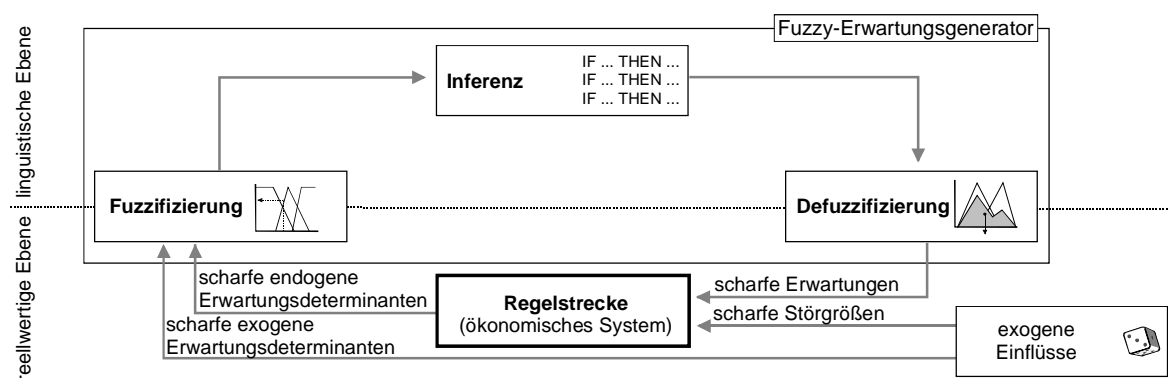 Fuzzy-Erwartungsgenerator
linguistische Ebene
Inferenz
IF ... THEN ...
IF ... THEN ...
IF ... THEN ...
Fuzzifizierung
Defuzzifizierung
reellwertige Ebene
scharfe endogene
Erwartungsdeterminanten
scharfe exogene
Erwartungsdeterminanten
Regelstrecke
(ökonomisches System)
scharfe Erwartungen
scharfe Störgrößen
exogene
Einflüsse